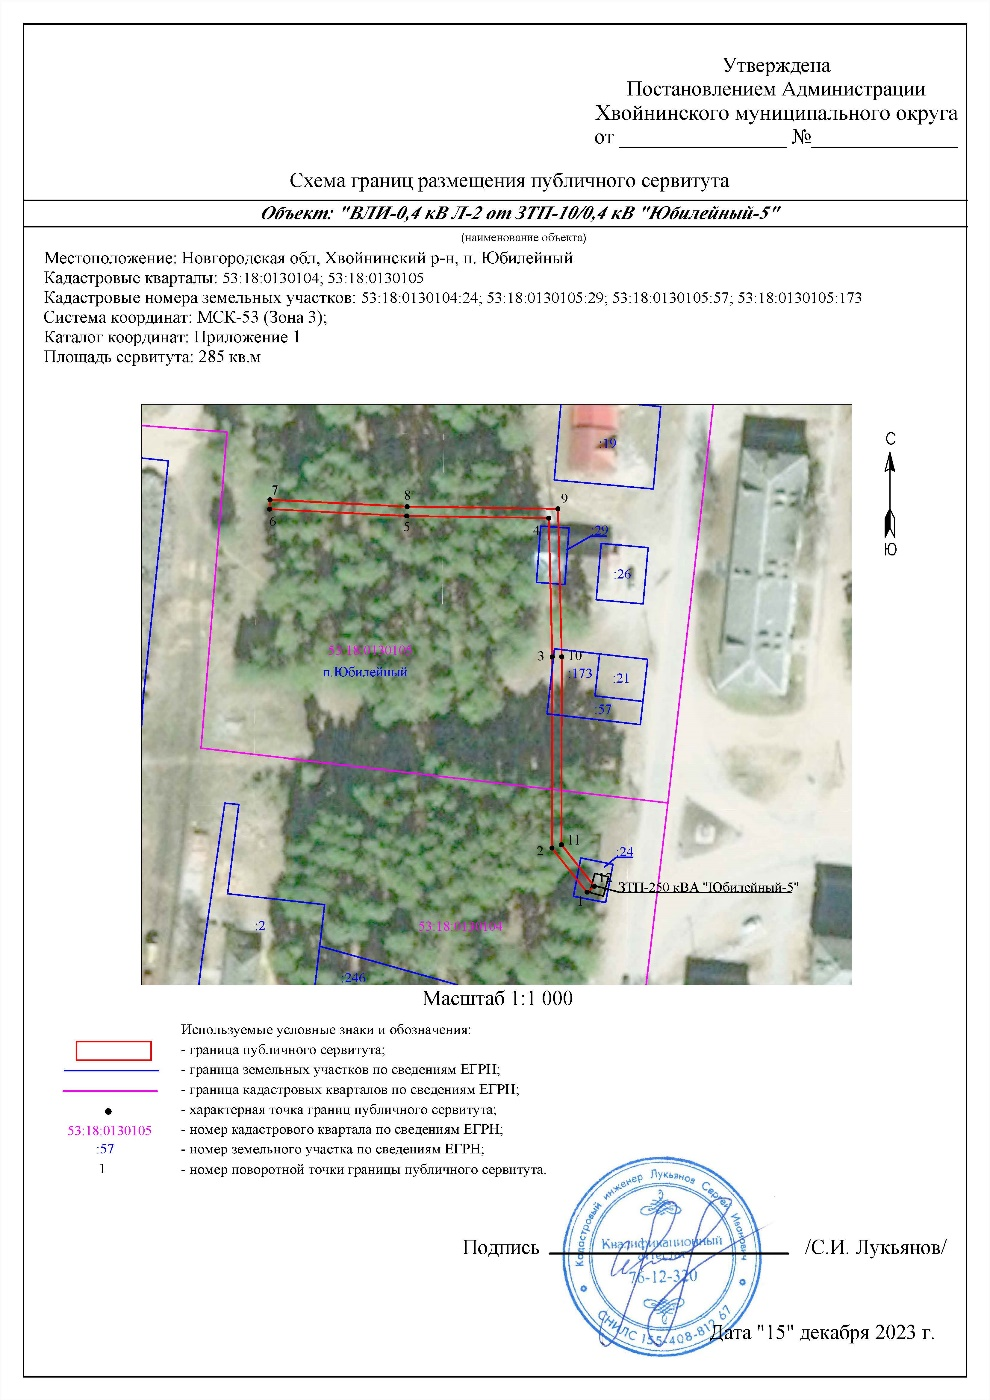 Утверждена
Постановлением Администрации
Хвойнинского муниципального округа
от ________________ №______________
Схема границ размещения публичного сервитута
Объект: "ВЛИ-0,4 кВ Л-2 от ЗТП-10/0,4 кВ "Юбилейный-5"
(наименование объекта)
Местоположение: Новгородская обл, Хвойнинский р-н, п. Юбилейный
Кадастровые кварталы: 53:18:0130104; 53:18:0130105
Кадастровые номера земельных участков: 53:18:0130104:24; 53:18:0130105:29; 53:18:0130105:57; 53:18:0130105:173
Система координат: МСК-53 (Зона 3);
Каталог координат: Приложение 1
Площадь сервитута: 285 кв.м
С
Ю
:19
7
8
9
6
5
4
:29
:26
53:18:0130105
п.Юбилейный
3
10
:173
:21
:57
2
11
:24
12
ЗТП-250 кВА "Юбилейный-5"
1
:2
53:18:0130104
:246
Масштаб 1:1 000
Используемые условные знаки и обозначения:
- граница публичного сервитута;
- граница земельных участков по сведениям ЕГРН;
- граница кадастровых кварталов по сведениям ЕГРН;
- характерная точка границ публичного сервитута;
53:18:0130105 - номер кадастрового квартала по сведениям ЕГРН;
:57 - номер земельного участка по сведениям ЕГРН;
1 - номер поворотной точки границы публичного сервитута.
Кадастровый инженер Лукьянов Сергей Иванович
Квалификационный
аттестат
76-12-320
СНИЛС 155-408-812 67
Подпись /С.И. Лукьянов/
Дата "15" декабря 2023 г.